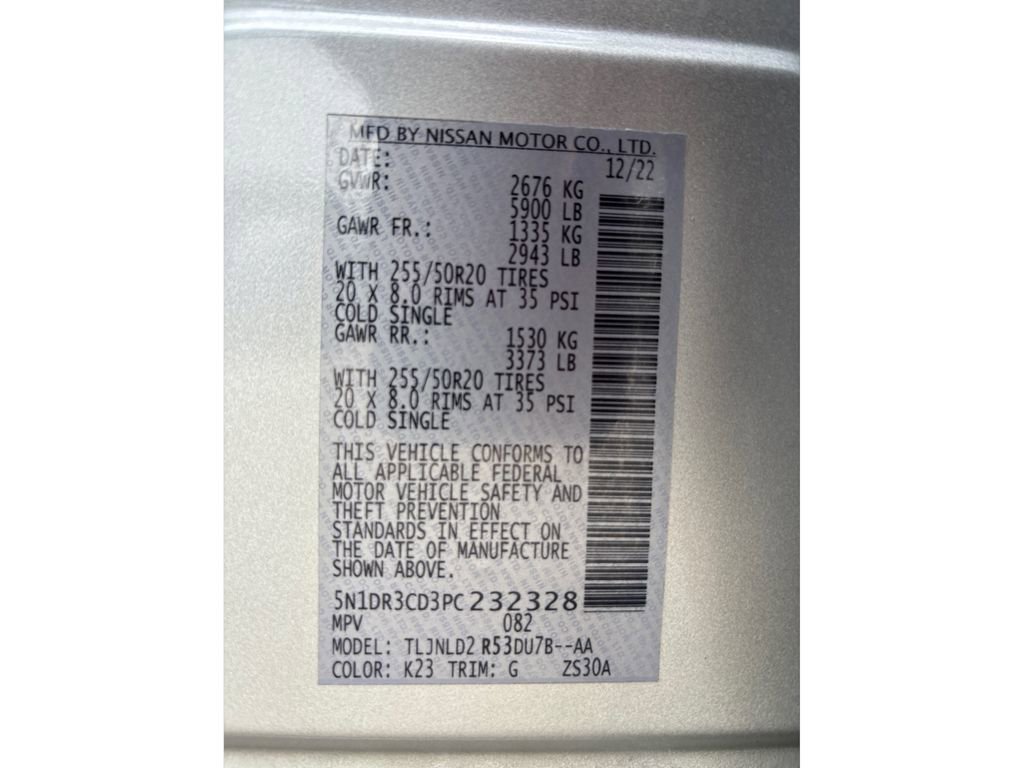 MFD BY NISSAN MOTOR CO., LTD.
DATE: 12/22
GVWR: 2676 KG
5900 LB
GAWR FR.: 1335 KG
2943 LB
WITH 255/50R20 TIRES
20 X 8.0 RIMS AT 35 PSI
COLD SINGLE
GAWR RR.: 1530 KG
3373 LB
WITH 255/50R20 TIRES
20 X 8.0 RIMS AT 35 PSI
COLD SINGLE
THIS VEHICLE CONFORMS TO
ALL APPLICABLE FEDERAL
MOTOR VEHICLE SAFETY AND
THEFT PREVENTION
STANDARDS IN EFFECT ON
THE DATE OF MANUFACTURE
SHOWN ABOVE.
5N1DR3CD3PC232328
MPV 082
MODEL: TLJNLD2 R53DU7B--AA
COLOR: K23 TRIM: G ZS30A